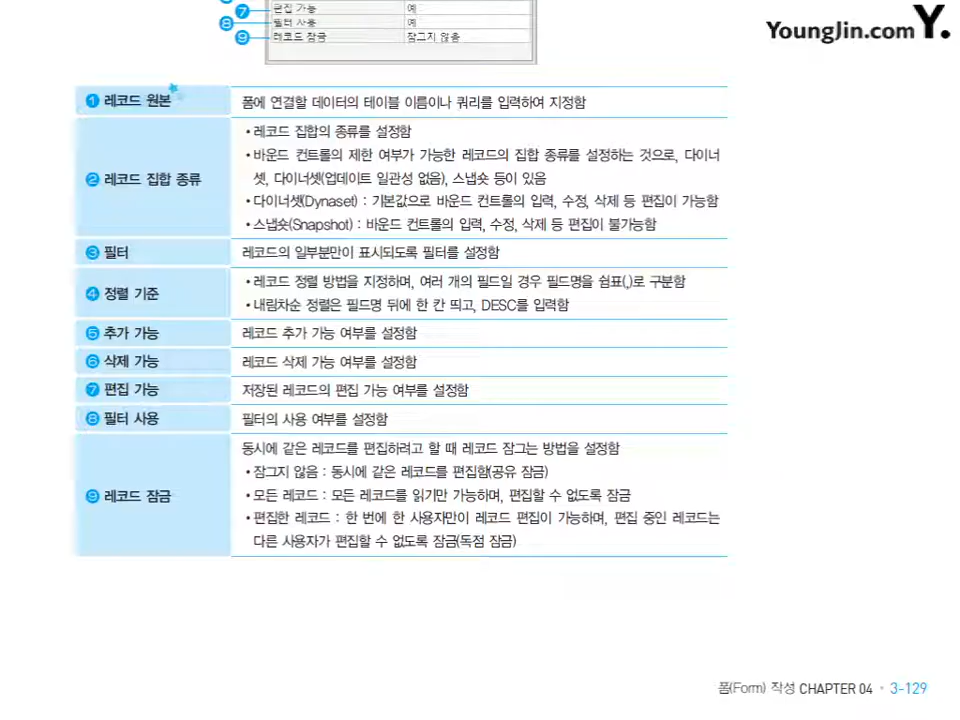 YoungJin.com Y.
⑦ 편집 가능 예
⑧ 필터 사용 예
⑨ 레코드 잠금 잠그지 않음
① 레코드 원본 폼에 연결할 데이터의 테이블 이름이나 쿼리를 입력하여 지정함
② 레코드 집합 종류
• 레코드 집합의 종류를 설정함
• 바운드 컨트롤의 제한 여부가 가능한 레코드의 집합 종류를 설정하는 것으로, 다이너
셋, 다이너셋(업데이트 일관성 없음), 스냅숏 등이 있음
• 다이너셋(Dynaset) : 기본값으로 바운드 컨트롤의 입력, 수정, 삭제 등 편집이 가능함
• 스냅숏(Snapshot) : 바운드 컨트롤의 입력, 수정, 삭제 등 편집이 불가능함
③ 필터 레코드의 일부분만이 표시되도록 필터를 설정함
④ 정렬 기준
• 레코드 정렬 방법을 지정하며, 여러 개의 필드일 경우 필드명을 쉼표(,)로 구분함
• 내림차순 정렬은 필드명 뒤에 한 칸 띄고, DESC를 입력함
⑤ 추가 가능 레코드 추가 가능 여부를 설정함
⑥ 삭제 가능 레코드 삭제 가능 여부를 설정함
⑦ 편집 가능 저장된 레코드의 편집 가능 여부를 설정함
⑧ 필터 사용 필터의 사용 여부를 설정함
⑨ 레코드 잠금
동시에 같은 레코드를 편집하려고 할 때 레코드 잠그는 방법을 설정함
• 잠그지 않음 : 동시에 같은 레코드를 편집함(공유 잠금)
• 모든 레코드 : 모든 레코드를 읽기만 가능하며, 편집할 수 없도록 잠금
• 편집한 레코드 : 한 번에 한 사용자만이 레코드 편집이 가능하며, 편집 중인 레코드는
다른 사용자가 편집할 수 없도록 잠금(독점 잠금)
폼(Form) 작성 CHAPTER 04 • 3-129